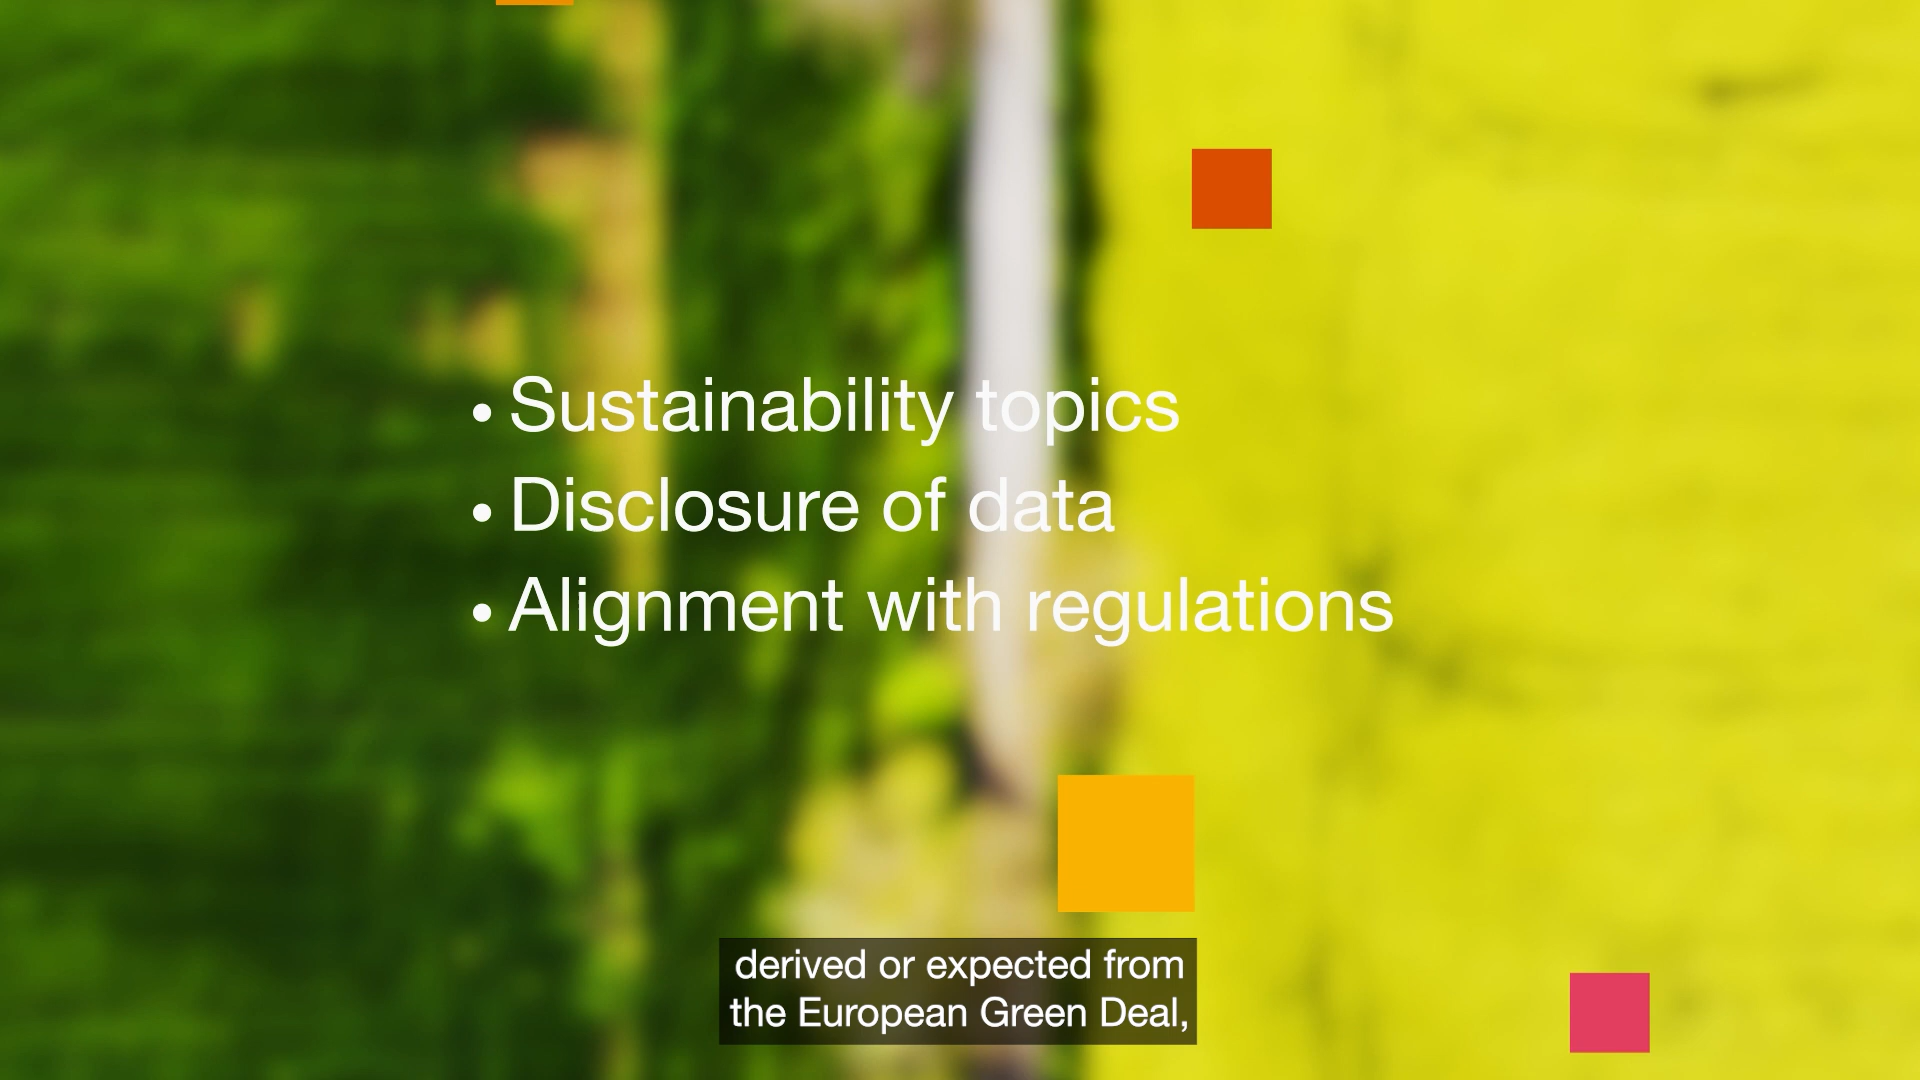 • Sustainability topics
• Disclosure of data
• Alignment with regulations
derived or expected from
the European Green Deal,